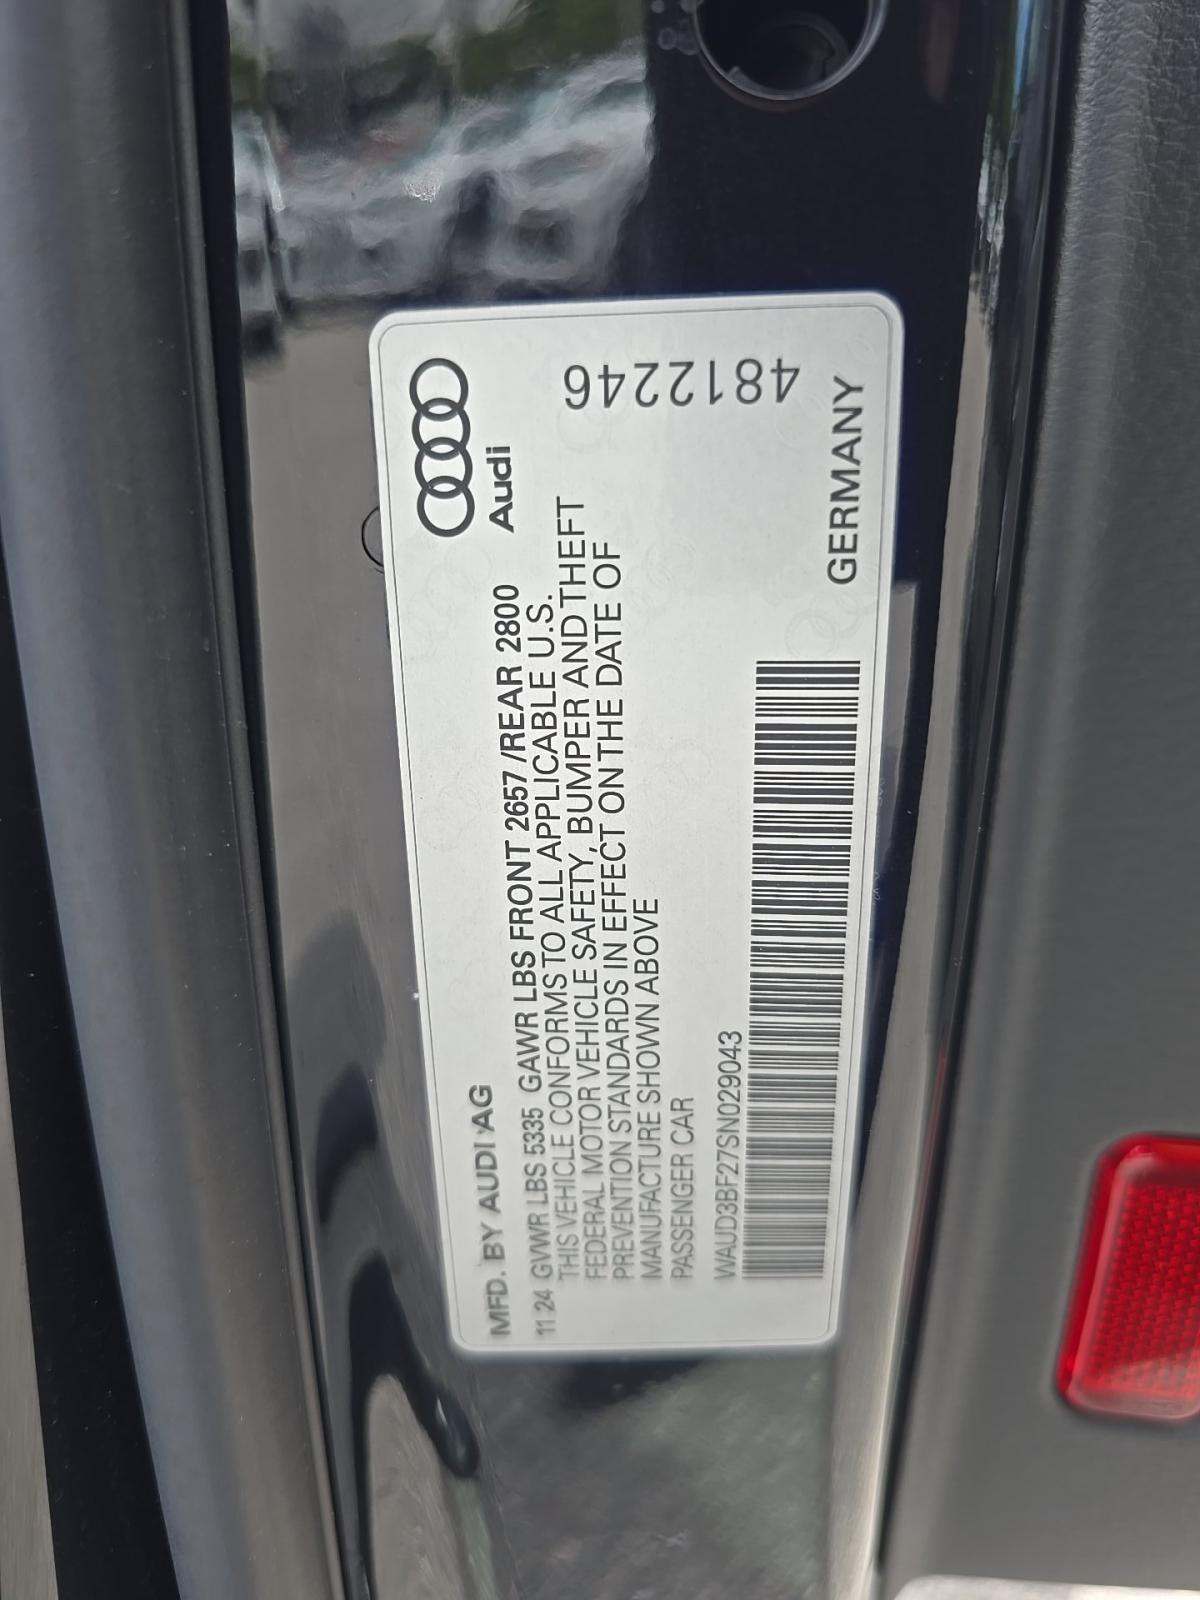 Audi
MFD. BY AUDI AG
11 24 GVWR LBS 5335 GAWR LBS FRONT 2657 /REAR 2800
THIS VEHICLE CONFORMS TO ALL APPLICABLE U.S.
FEDERAL MOTOR VEHICLE SAFETY, BUMPER AND THEFT
PREVENTION STANDARDS IN EFFECT ON THE DATE OF
MANUFACTURE SHOWN ABOVE
PASSENGER CAR
WAUD3BF27SN029043
4812246
GERMANY